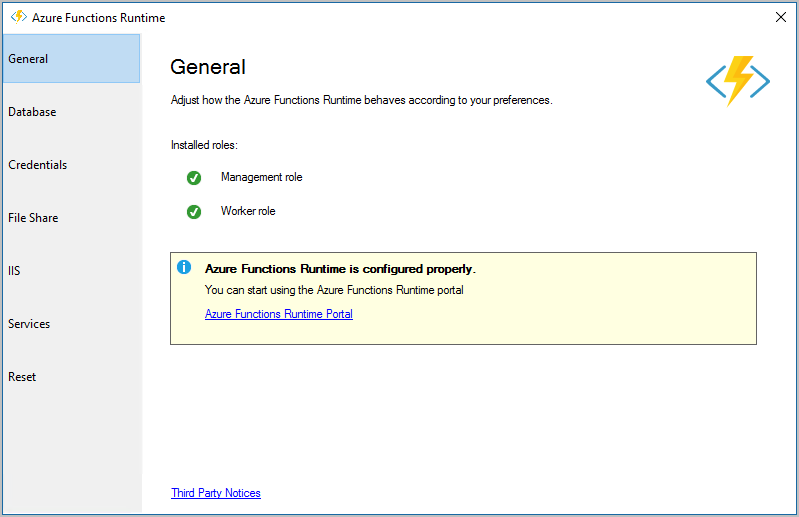 Azure Functions Runtime
General
Database
Credentials
File Share
IIS
Services
Reset
General
Adjust how the Azure Functions Runtime behaves according to your preferences.
Installed roles:
Management role
Worker role
Azure Functions Runtime is configured properly.
You can start using the Azure Functions Runtime portal
Azure Functions Runtime Portal
Third Party Notices